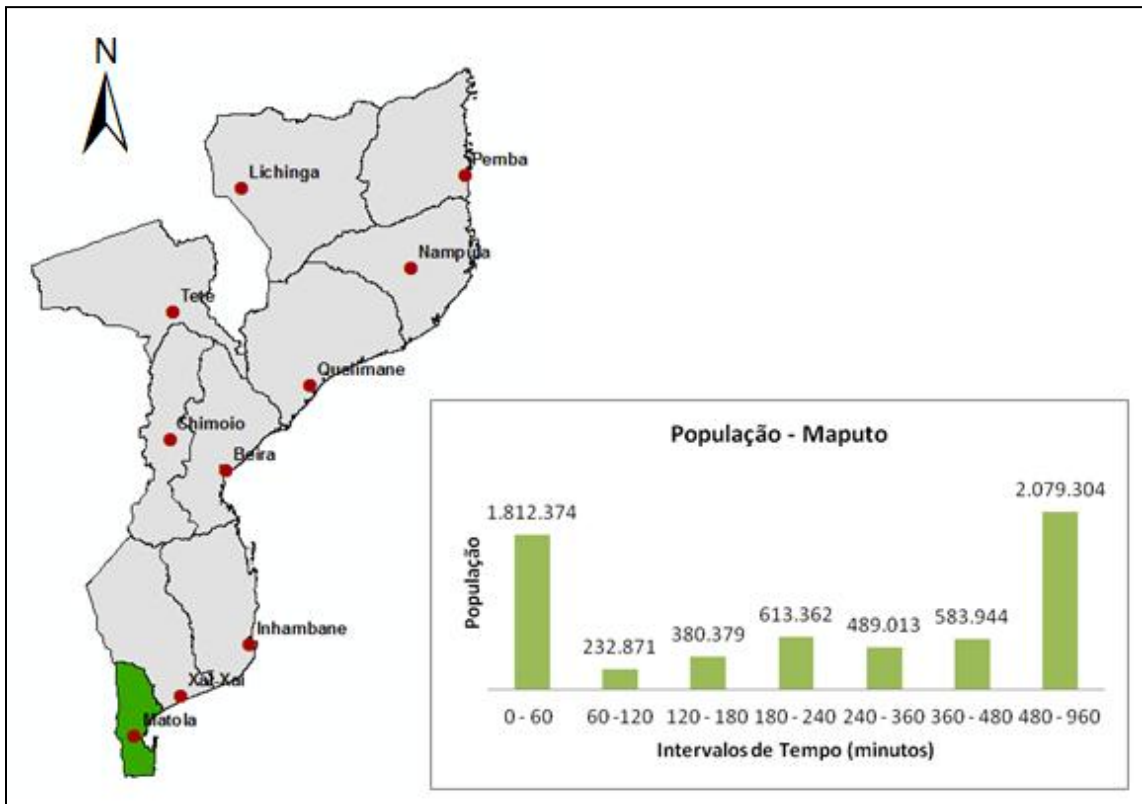 N
Pemba
Lichinga
Nampula
Tete
Quelimane
Chimoio
Beira
Inhambane
Xai-Xai
Matola
População - Maputo
População
2.079.304
1.812.374
613.362
583.944
489.013
380.379
232.871
0 - 60 60 -120 120 - 180 180 - 240 240 - 360 360 - 480 480 - 960
Intervalos de Tempo (minutos)